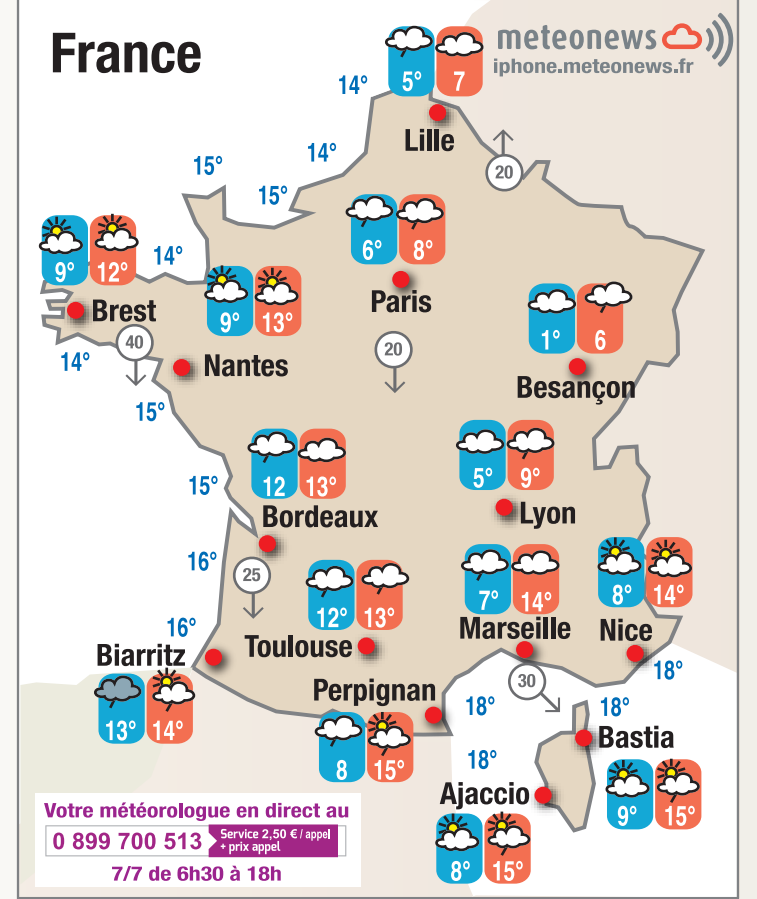 France
meteonews
iphone.meteonews.fr
5° 7
Lille
14°
14°
15°
15°
20
6° 8°
Paris
9° 12°
Brest
14°
9° 13°
Nantes
40
14°
15°
20
1° 6
Besançon
12 13°
Bordeaux
15°
5° 9°
Lyon
16°
25
12° 13°
Toulouse
7° 14°
Marseille
8° 14°
Nice
16°
Biarritz
13° 14°
18°
30
Perpignan
8 15°
18°
18°
18°
Bastia
9° 15°
Ajaccio
8° 15°
Votre météorologue en direct au
0 899 700 513 Service 2,50 € / appel
+ prix appel
7/7 de 6h30 à 18h